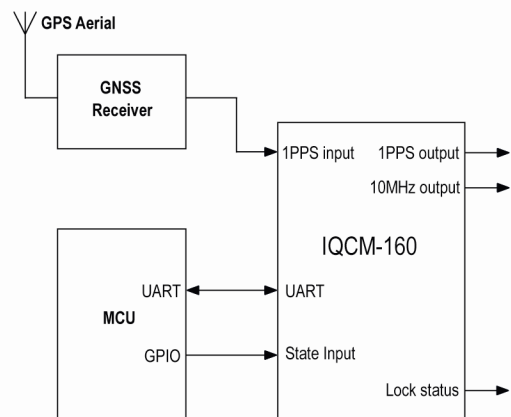 GPS Aerial
GNSS
Receiver
1PPS input
1PPS output
10MHz output
IQCM-160
UART
UART
MCU
GPIO
State Input
Lock status